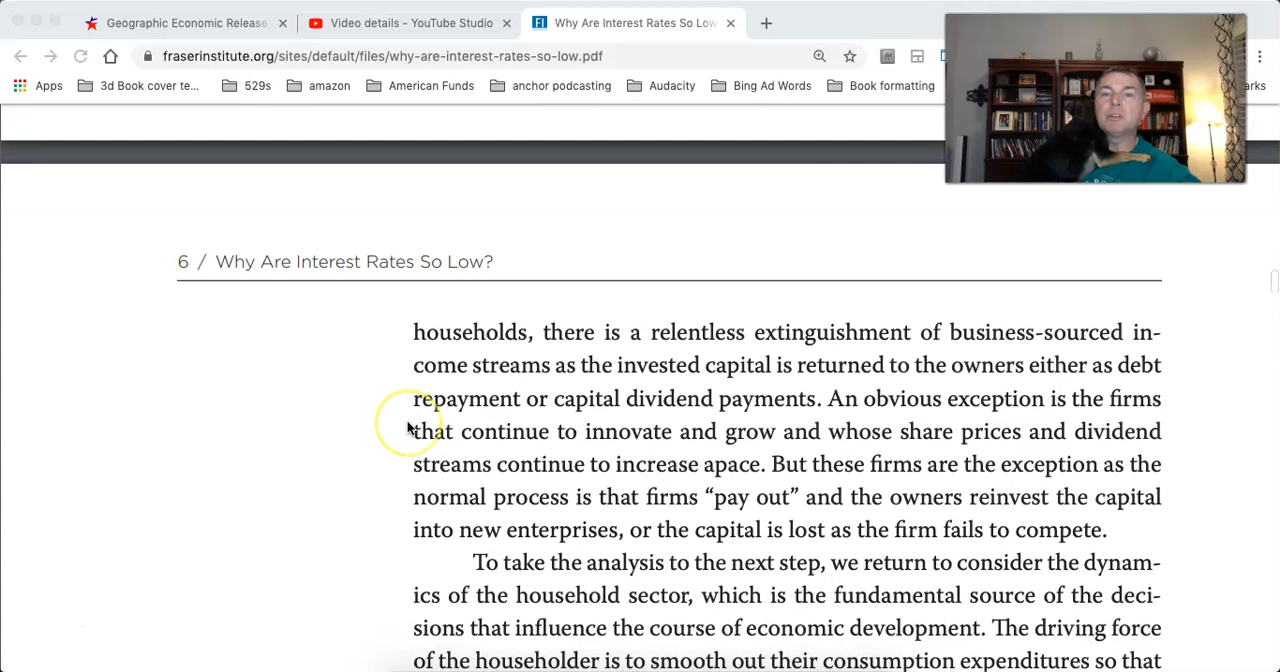 Geographic Economic Release
Video details - YouTube Studio
Why Are Interest Rates So Low
fraserinstitute.org/sites/default/files/why-are-interest-rates-so-low.pdf
Apps
3d Book cover te...
529s
amazon
American Funds
anchor podcasting
Audacity
Bing Ad Words
Book formatting
arks
6 / Why Are Interest Rates So Low?
households, there is a relentless extinguishment of business-sourced in-
come streams as the invested capital is returned to the owners either as debt
repayment or capital dividend payments. An obvious exception is the firms
that continue to innovate and grow and whose share prices and dividend
streams continue to increase apace. But these firms are the exception as the
normal process is that firms “pay out” and the owners reinvest the capital
into new enterprises, or the capital is lost as the firm fails to compete.
To take the analysis to the next step, we return to consider the dynam-
ics of the household sector, which is the fundamental source of the deci-
sions that influence the course of economic development. The driving force
of the householder is to smooth out their consumption expenditures so that